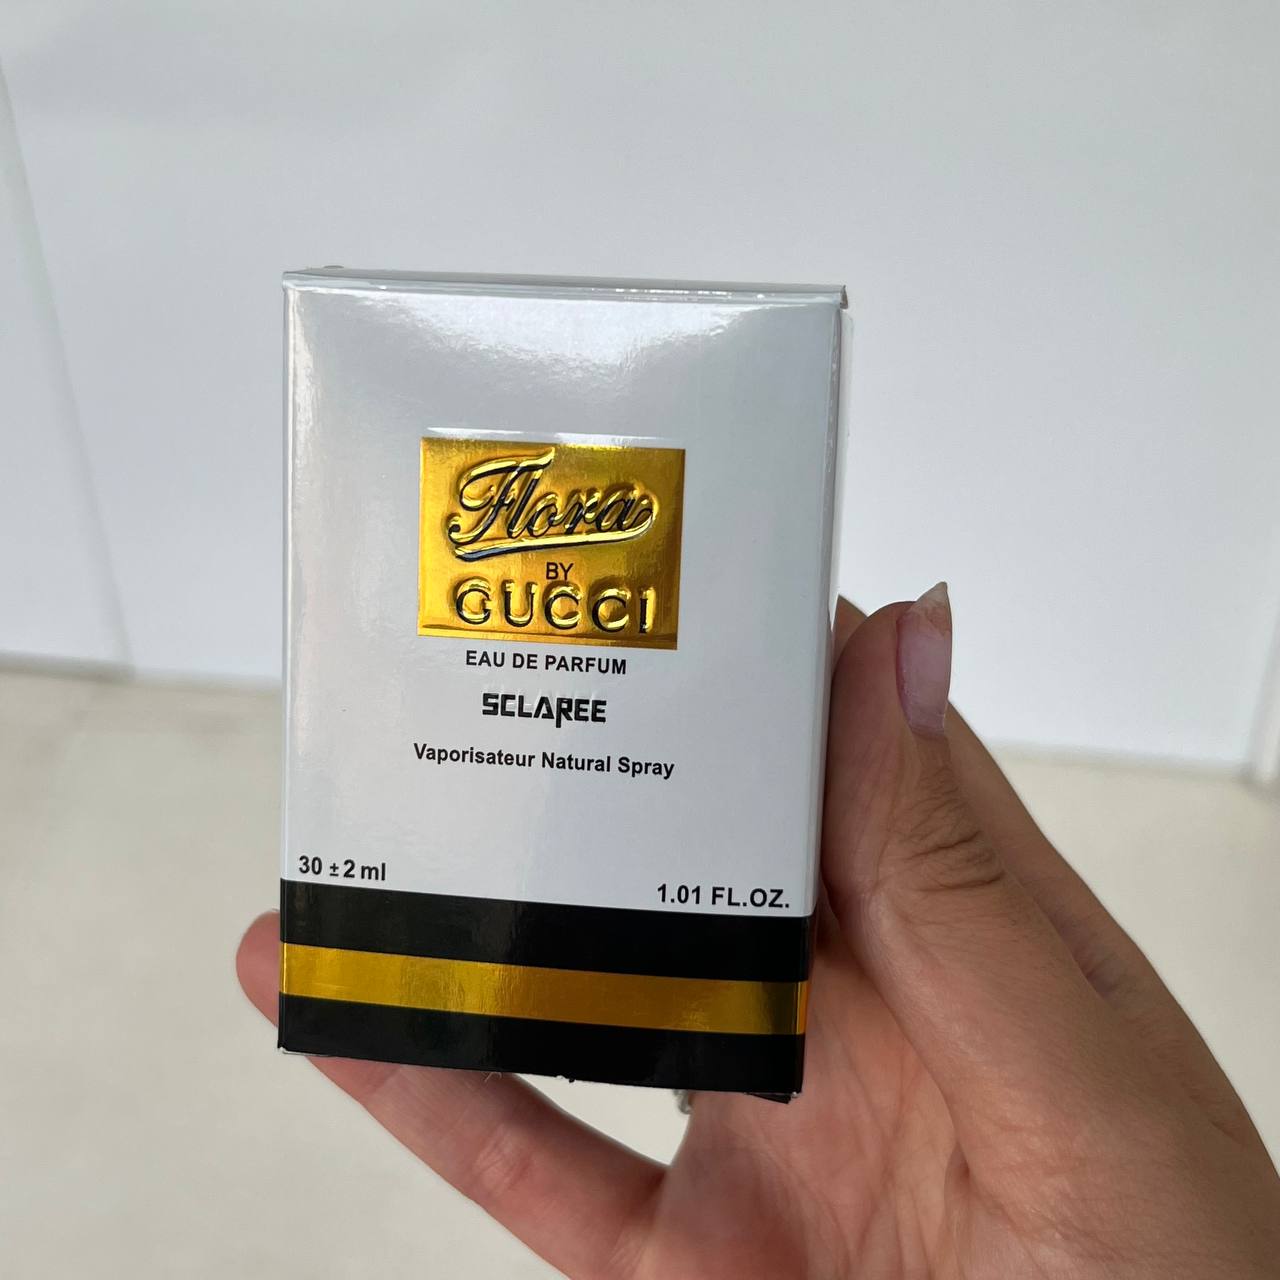 Flora
BY
GUCCI
EAU DE PARFUM
SCLAREE
Vaporisateur Natural Spray
30 ±2 ml
1.01 FL.OZ.